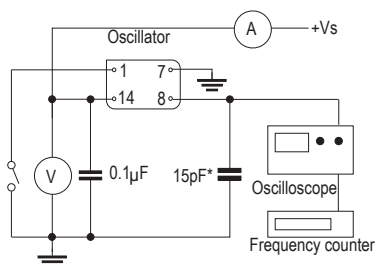 A
+Vs
Oscillator
1 7
14 8
V
0.1µF
15pF*
Oscilloscope
Frequency counter